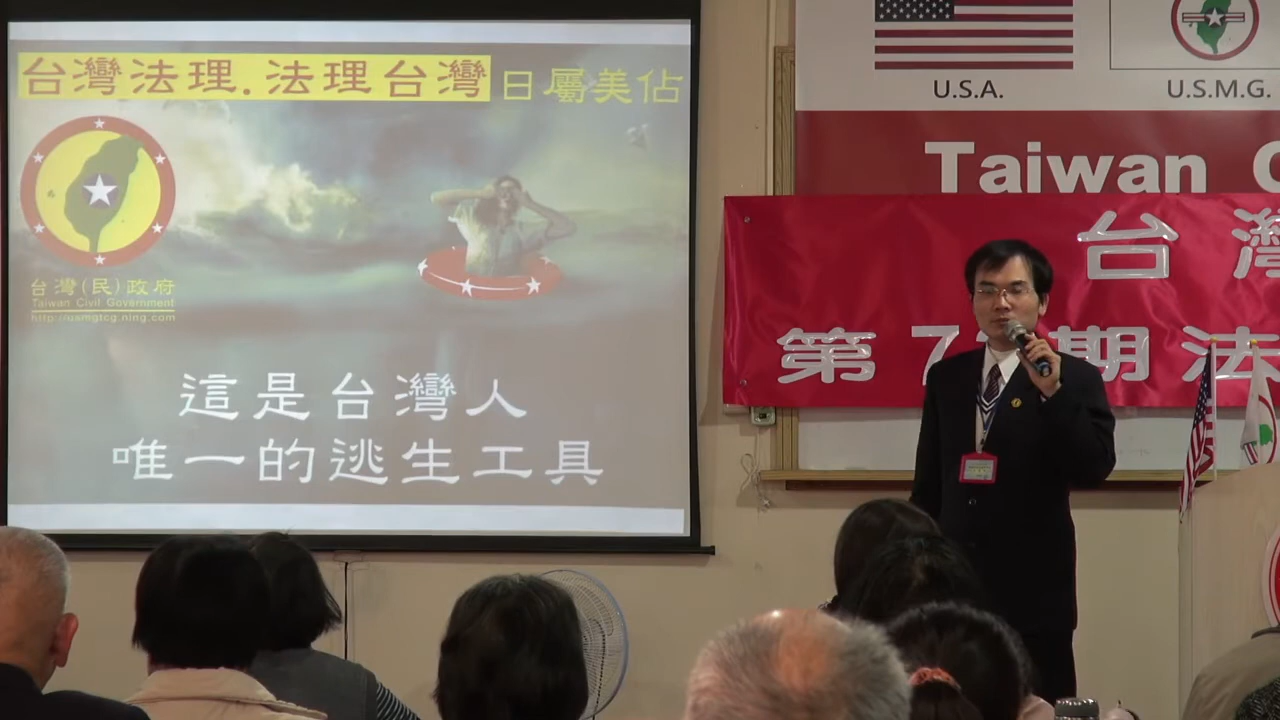 台灣法理.法理台灣 日屬美佔
台灣(民)政府
Taiwan Civil Government
http://usmgtcg.ning.com
這是台灣人
唯一的逃生工具
U.S.A.
U.S.M.G.
Taiwan C
台灣
第7 期法